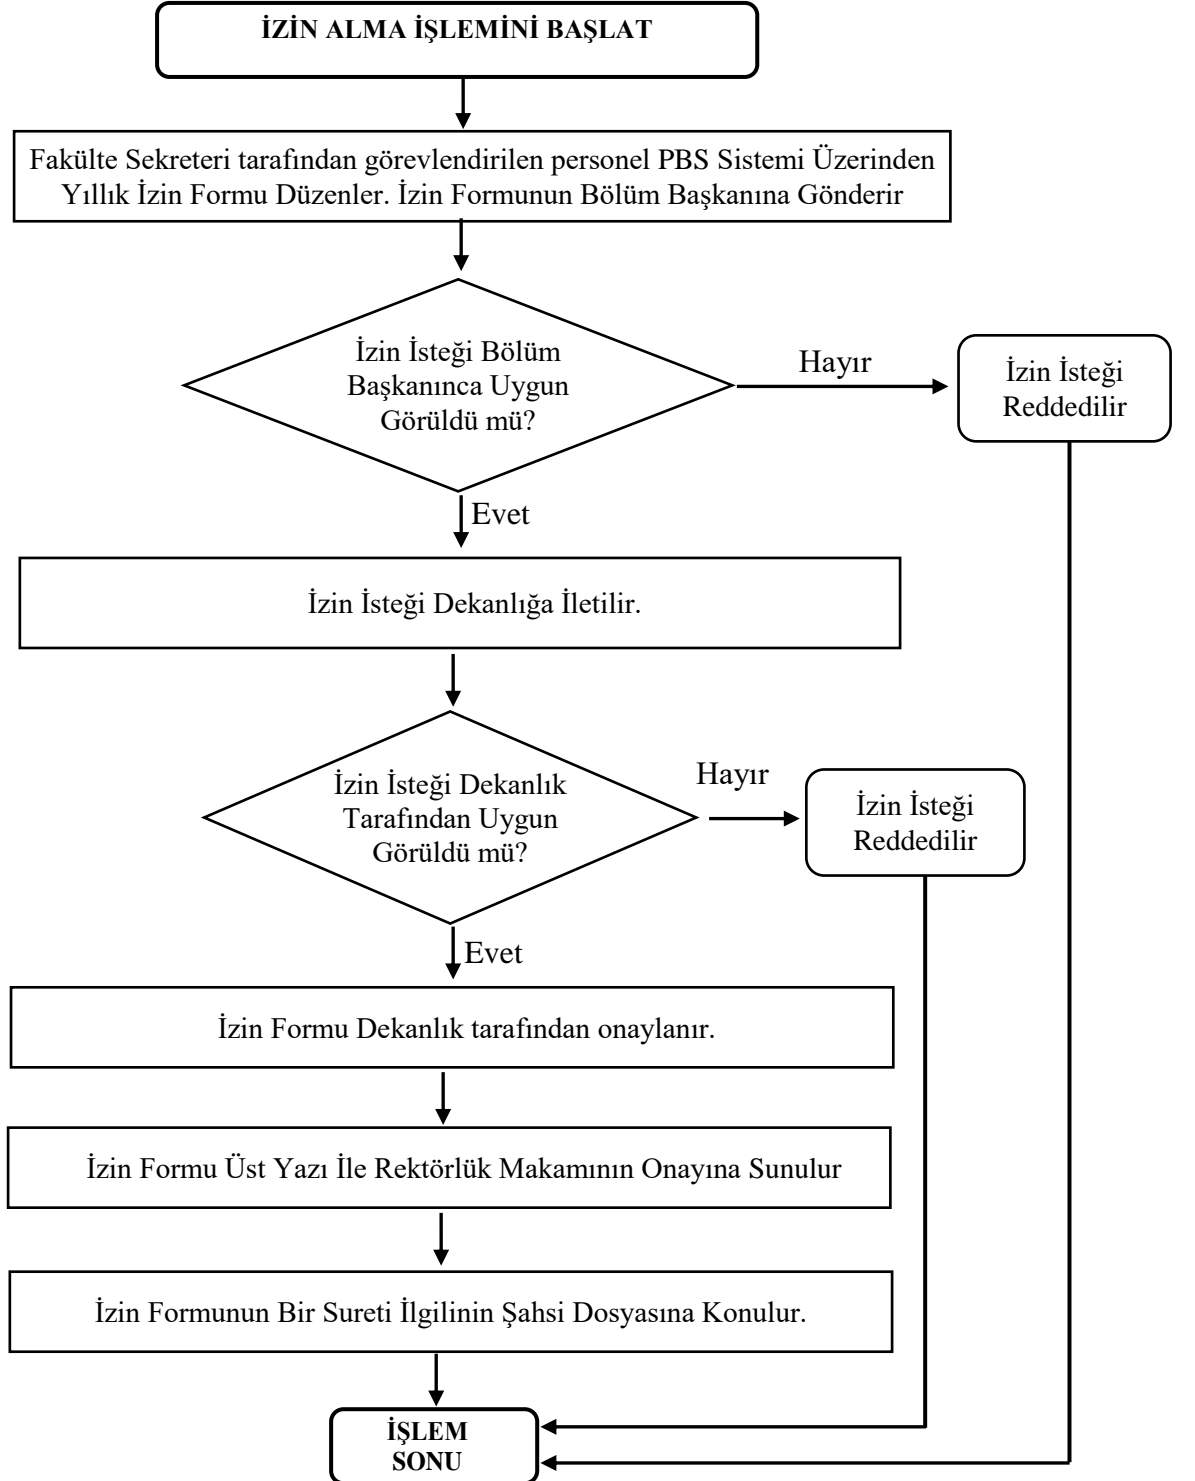 İZİN ALMA İŞLEMİNİ BAŞLAT
Fakülte Sekreteri tarafından görevlendirilen personel PBS Sistemi Üzerinden
Yıllık İzin Formu Düzenler. İzin Formunun Bölüm Başkanına Gönderir
İzin İsteği Bölüm
Başkanınca Uygun
Görüldü mü?
Hayır
İzin İsteği
Reddedilir
Evet
İzin İsteği Dekanlığa İletilir.
İzin İsteği Dekanlık
Tarafından Uygun
Görüldü mü?
Hayır
İzin İsteği
Reddedilir
Evet
İzin Formu Dekanlık tarafından onaylanır.
İzin Formu Üst Yazı İle Rektörlük Makamının Onayına Sunulur
İzin Formunun Bir Sureti İlgilinin Şahsi Dosyasına Konulur.
İŞLEM
SONU